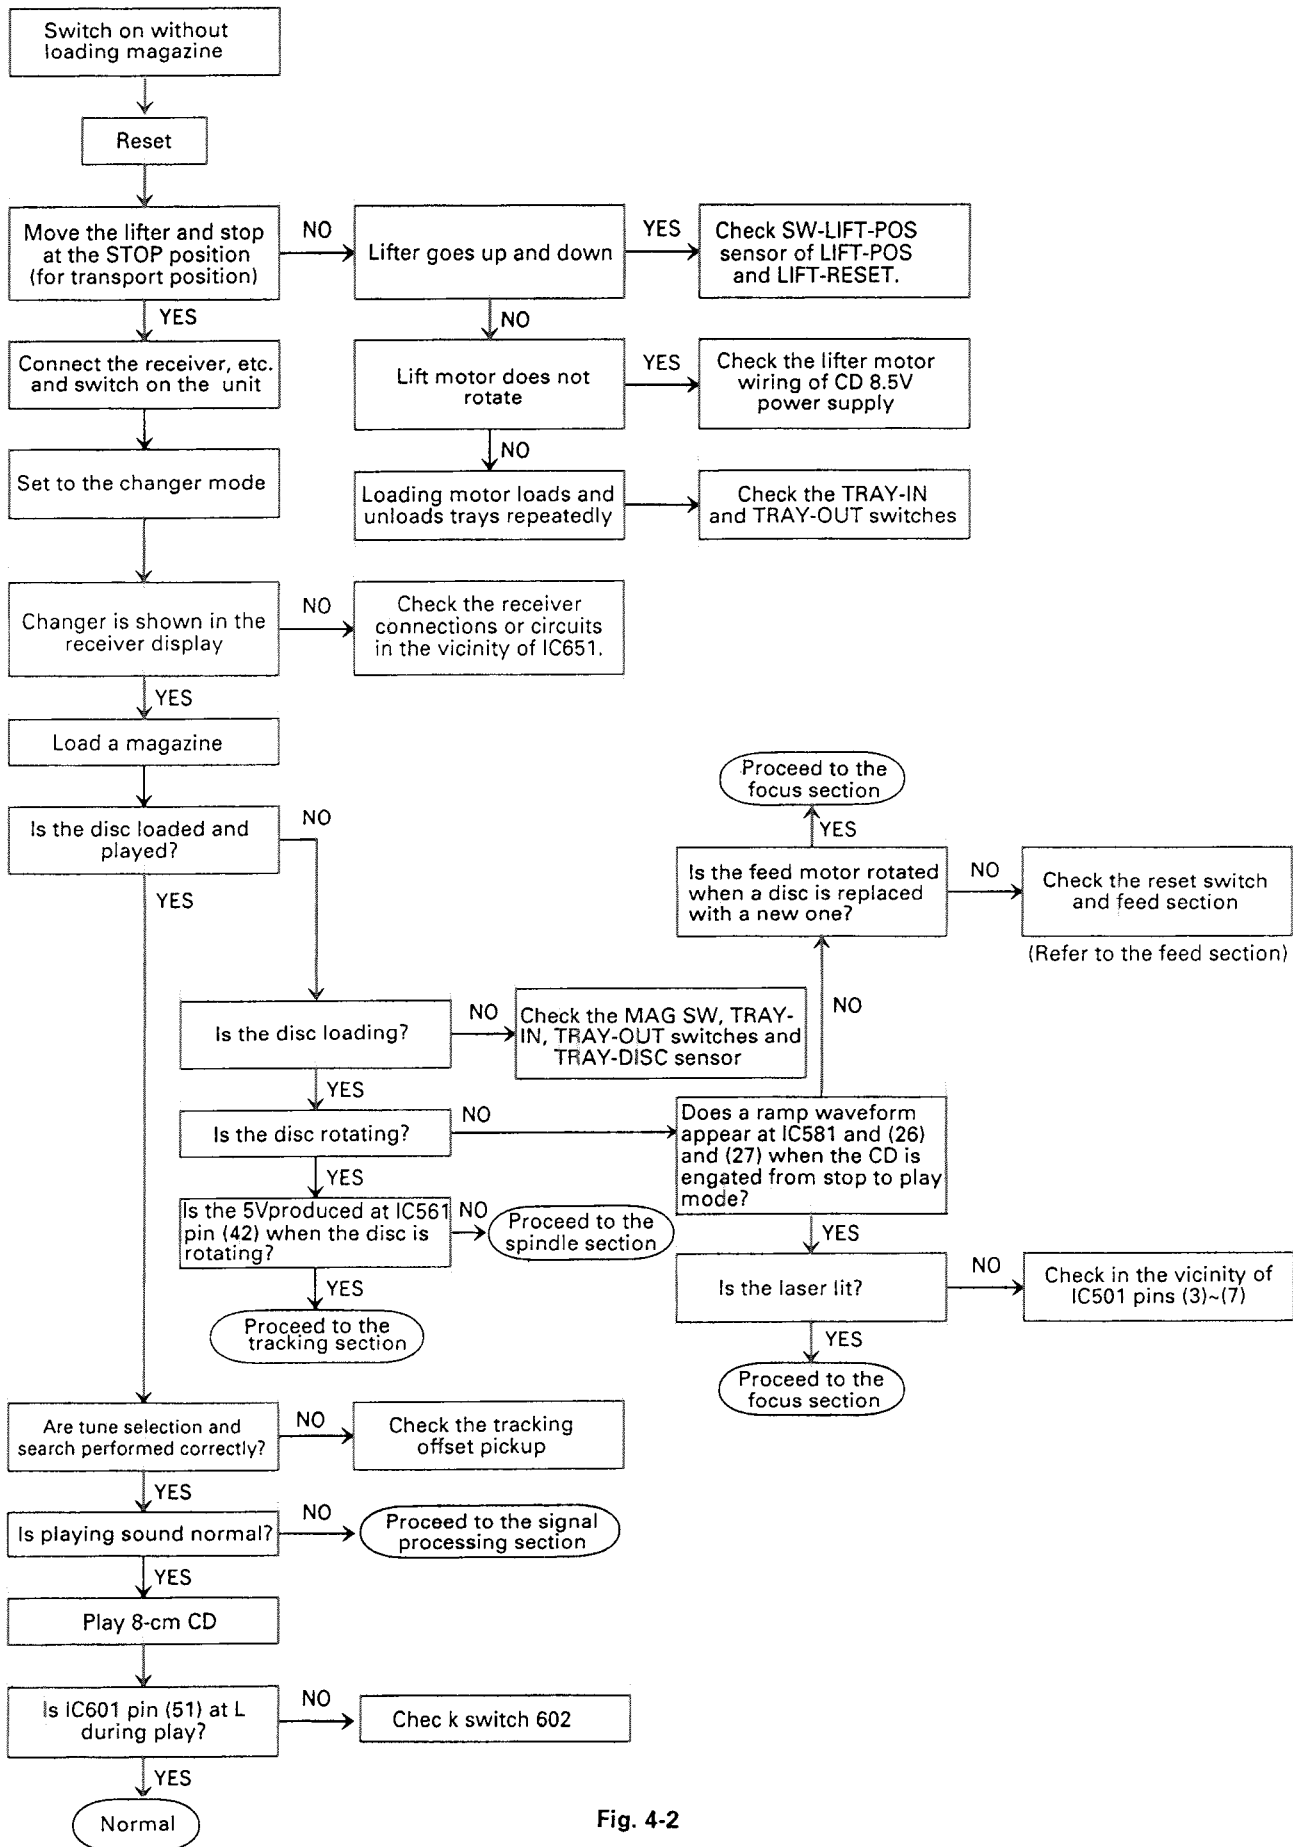 Switch on without
loading magazine
Reset
Move the lifter and stop
at the STOP position
(for transport position)
NO
Lifter goes up and down
YES
Check SW-LIFT-POS
sensor of LIFT-POS
and LIFT-RESET.
YES
NO
Connect the receiver, etc.
and switch on the unit
Lift motor does not
rotate
YES
Check the lifter motor
wiring of CD 8.5V
power supply
NO
Set to the changer mode
Loading motor loads and
unloads trays repeatedly
Check the TRAY-IN
and TRAY-OUT switches
Changer is shown in the
receiver display
NO
Check the receiver
connections or circuits
in the vicinity of IC651.
YES
Load a magazine
Is the disc loaded and
played?
NO
YES
Proceed to the
focus section
YES
Is the feed motor rotated
when a disc is replaced
with a new one?
NO
Check the reset switch
and feed section
(Refer to the feed section)
NO
Is the disc loading?
NO
Check the MAG SW, TRAY-
IN, TRAY-OUT switches and
TRAY-DISC sensor
YES
Is the disc rotating?
NO
Does a ramp waveform
appear at IC581 and (26)
and (27) when the CD is
engated from stop to play
mode?
YES
Is the 5Vproduced at IC561
pin (42) when the disc is
rotating?
NO
Proceed to the
spindle section
YES
Proceed to the
tracking section
YES
Is the laser lit?
NO
Check in the vicinity of
IC501 pins (3)~(7)
YES
Proceed to the
focus section
Are tune selection and
search performed correctly?
NO
Check the tracking
offset pickup
YES
Is playing sound normal?
NO
Proceed to the signal
processing section
YES
Play 8-cm CD
Is IC601 pin (51) at L
during play?
NO
Chec k switch 602
YES
Normal
Fig. 4-2